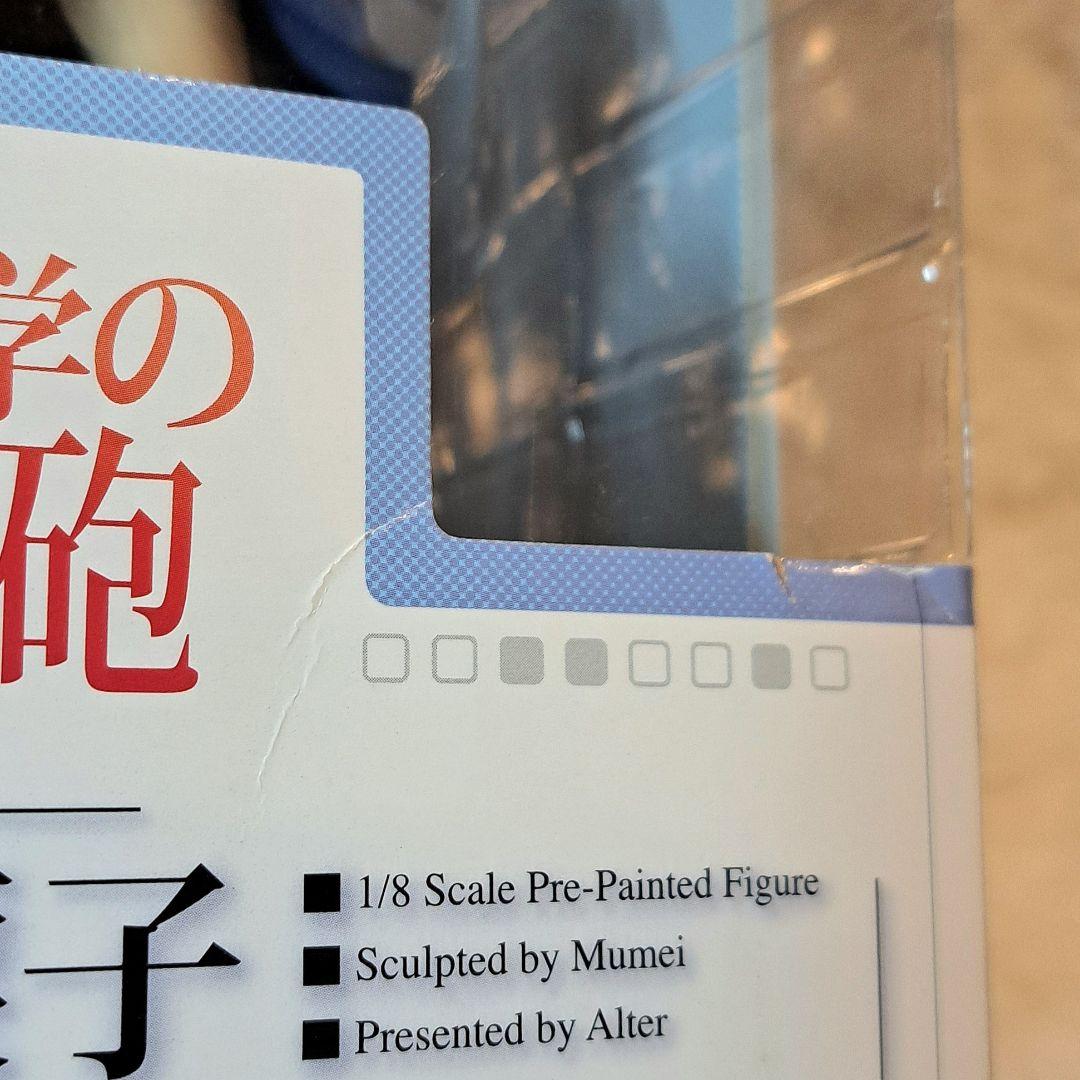 学の
砲
子
■ 1/8 Scale Pre-Painted Figure
■ Sculpted by Mumei
■ Presented by Alter